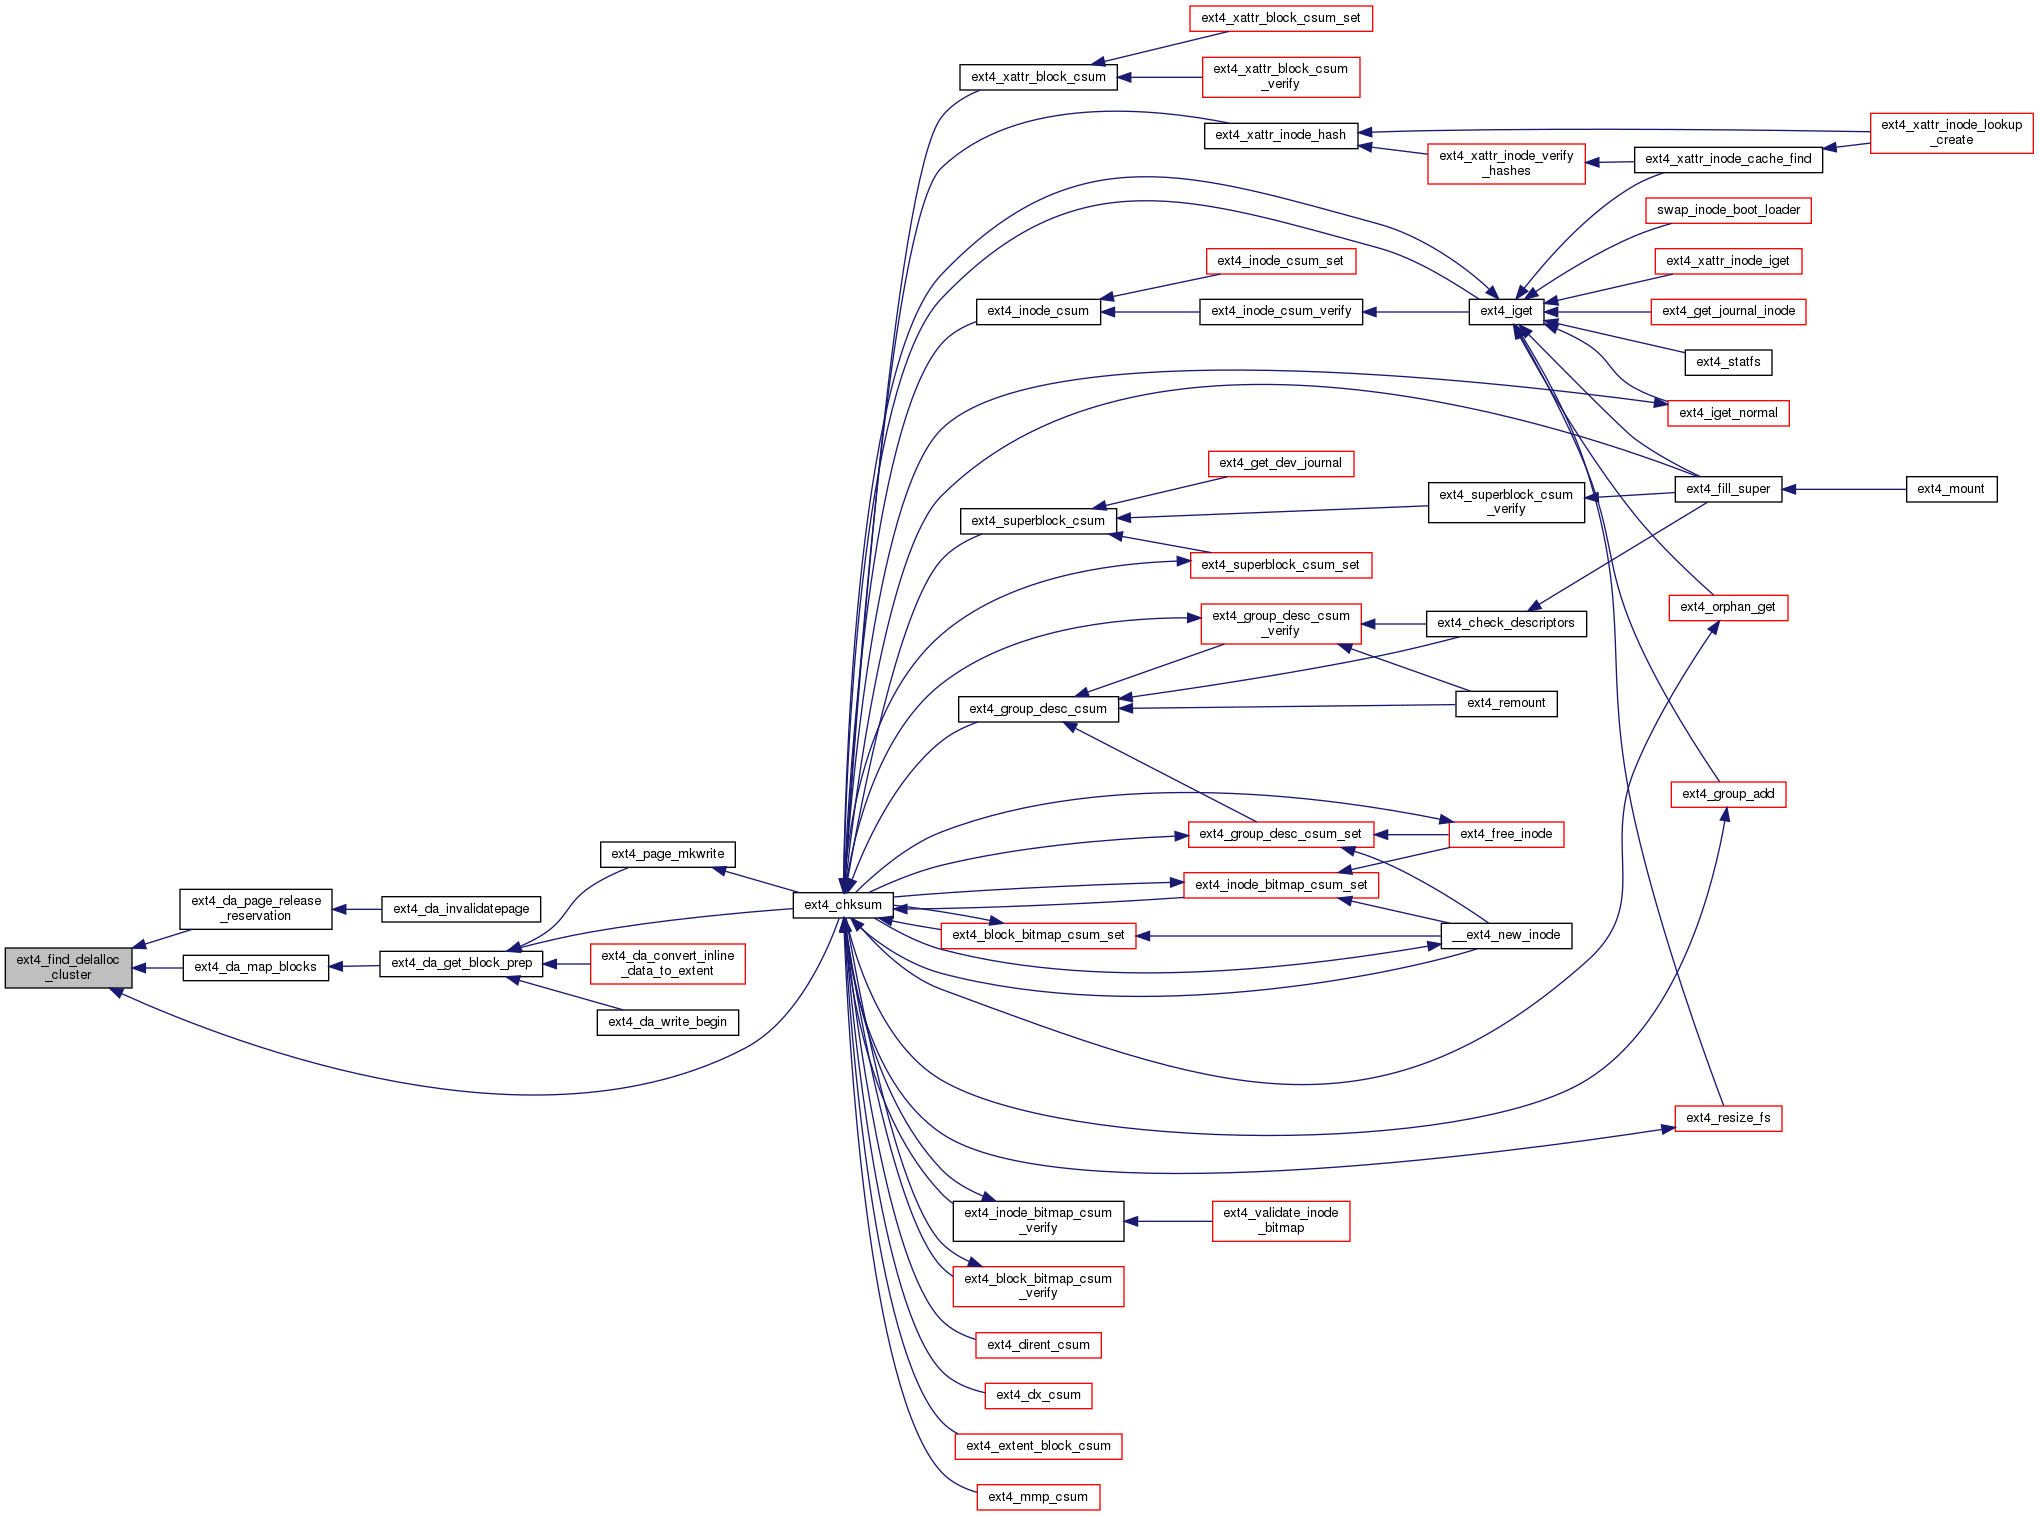 ext4_xattr_block_csum_set
ext4_xattr_block_csum
ext4_xattr_block_csum
_verify
ext4_xattr_inode_hash
ext4_xattr_inode_lookup
_create
ext4_xattr_inode_verify
_hashes
ext4_xattr_inode_cache_find
swap_inode_boot_loader
ext4_inode_csum_set
ext4_xattr_inode_iget
ext4_inode_csum
ext4_inode_csum_verify
ext4_iget
ext4_get_journal_inode
ext4_statfs
ext4_iget_normal
ext4_get_dev_journal
ext4_superblock_csum
ext4_superblock_csum
_verify
ext4_fill_super
ext4_mount
ext4_superblock_csum_set
ext4_group_desc_csum
_verify
ext4_check_descriptors
ext4_orphan_get
ext4_group_desc_csum
ext4_remount
ext4_group_add
ext4_group_desc_csum_set
ext4_free_inode
ext4_page_mkwrite
ext4_inode_bitmap_csum_set
ext4_da_page_release
_reservation
ext4_da_invalidatepage
ext4_chksum
ext4_block_bitmap_csum_set
__ext4_new_inode
ext4_find_delalloc
_cluster
ext4_da_map_blocks
ext4_da_get_block_prep
ext4_da_convert_inline
_data_to_extent
ext4_da_write_begin
ext4_resize_fs
ext4_inode_bitmap_csum
_verify
ext4_validate_inode
_bitmap
ext4_block_bitmap_csum
_verify
ext4_dirent_csum
ext4_dx_csum
ext4_extent_block_csum
ext4_mmp_csum